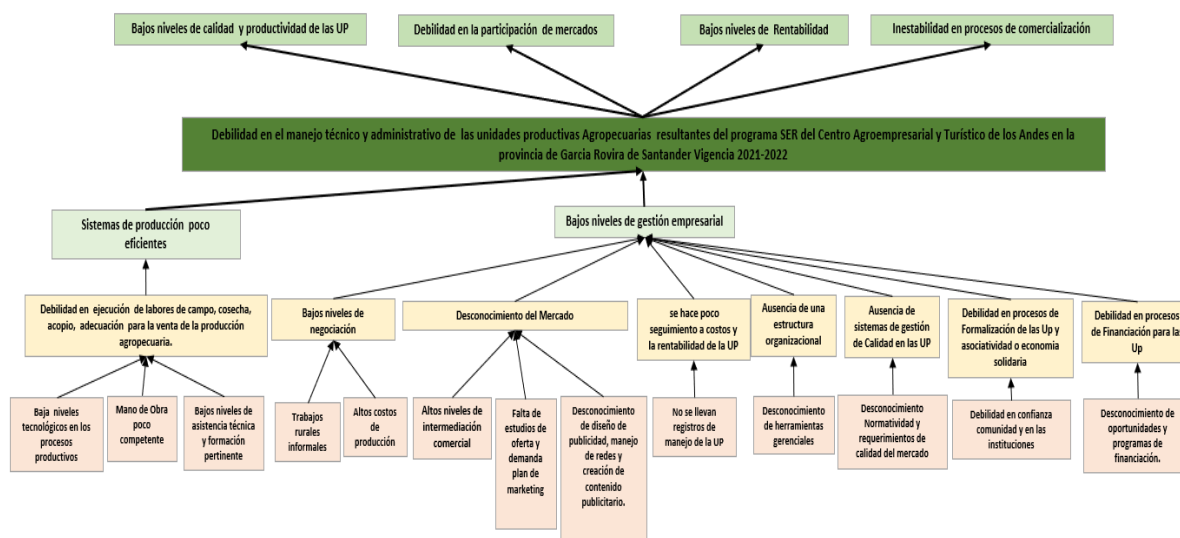 Bajos niveles de calidad y productividad de las UP
Debilidad en la participación de mercados
Bajos niveles de Rentabilidad
Inestabilidad en procesos de comercialización
Debilidad en el manejo técnico y administrativo de las unidades productivas Agropecuarias resultantes del programa SER del Centro Agroempresarial y Turístico de los Andes en la
provincia de Garcia Rovira de Santander Vigencia 2021-2022
Sistemas de producción poco
eficientes
Bajos niveles de gestión empresarial
Debilidad en ejecución de labores de campo, cosecha,
acopio, adecuación para la venta de la producción
agropecuaria.
Bajos niveles de
negociación
Desconocimiento del Mercado
se hace poco
seguimiento a costos y
la rentabilidad de la UP
Ausencia de una
estructura
organizacional
Ausencia de
sistemas de gestión
de Calidad en las UP
Debilidad en procesos de
Formalización de las Up y
asociatividad o economia
solidaria
Debilidad en procesos
de Financiación para las
Up
Baja niveles
tecnológicos en los
procesos
productivos
Mano de Obra
poco
competente
Bajos niveles de
asistencia técnica
y formación
pertinente
Trabajos
rurales
informales
Altos costos
de
producción
Altos niveles de
intermediación
comercial
Falta de
estudios de
oferta y
demanda
plan de
marketing
Desconocimiento
de diseño de
publicidad, manejo
de redes y
creación de
contenido
publicitario.
No se llevan
registros de
manejo de la UP
Desconocimiento
de herramientas
gerenciales
Desconocimiento
Normatividad y
requerimientos de
calidad del mercado
Debilidad en confianza
comunidad y en las
instituciones
Desconocimiento de
oportunidades y
programas de
financiación.